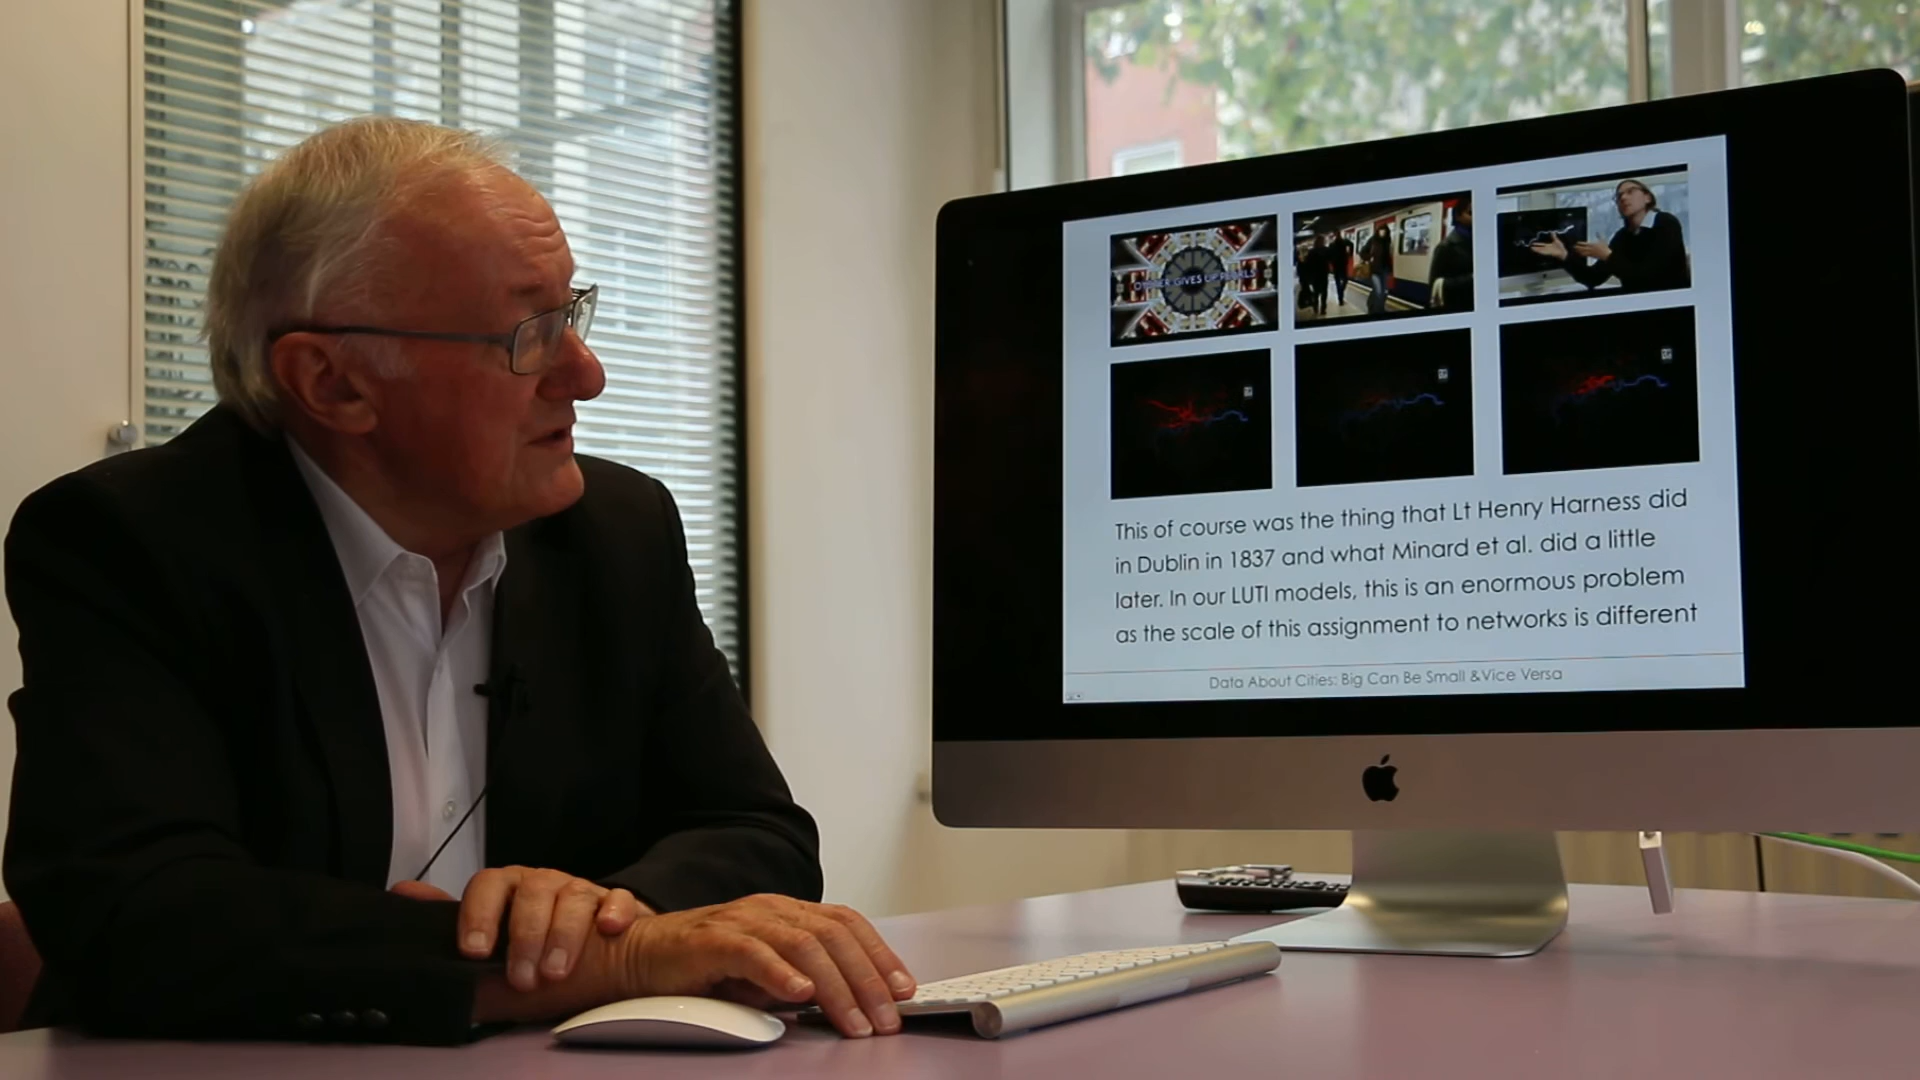 GIVES UP
This of course was the thing that Lt Henry Harness did
in Dublin in 1837 and what Minard et al. did a little
later. In our LUTI models, this is an enormous problem
as the scale of this assignment to networks is different
Data About Cities: Big Can Be Small &Vice Versa